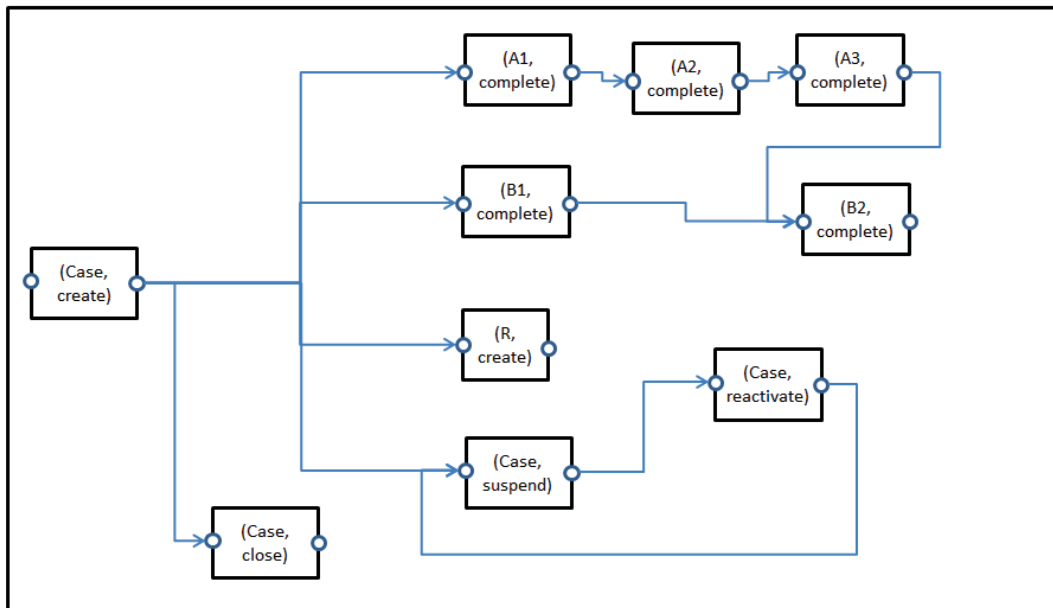 (A1,
complete)
(A2,
complete)
(A3,
complete)
(B1,
complete)
(B2,
complete)
(Case,
create)
(R,
create)
(Case,
reactivate)
(Case,
suspend)
(Case,
close)